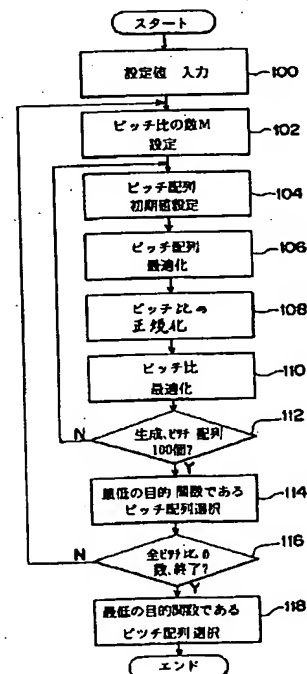 スタート
設定値 入力
100
ピッチ比の数M
設定
102
ピッチ配列
初期値設定
104
ピッチ配列
最適化
106
ピッチ比の
正規化
108
ピッチ比
最適化
110
112
生成、ピッチ 配列
100個?
N
Y
最低の目的関数である
ピッチ配列選択
114
116
全ピッチ比の
数、終了?
N
Y
最低の目的関数である
ピッチ配列選択
118
エンド